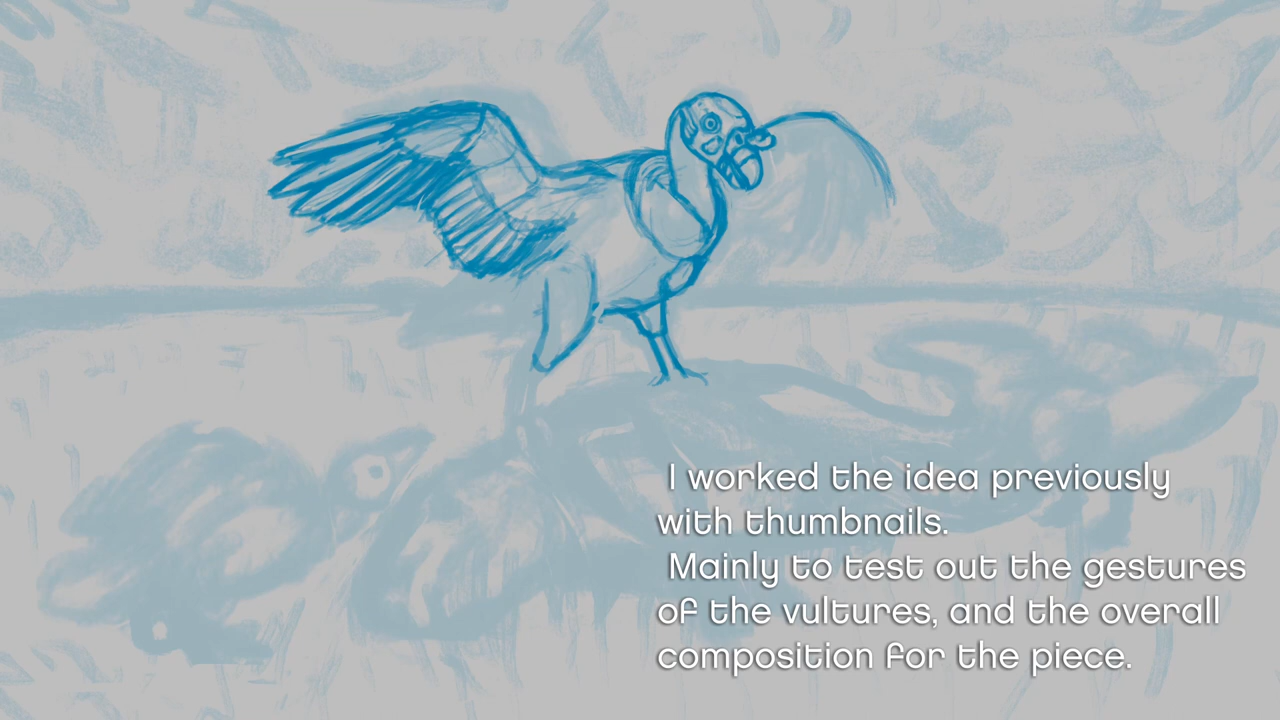 I worked the idea previously
with thumbnails.
Mainly to test out the gestures
of the vultures, and the overall
composition for the piece.